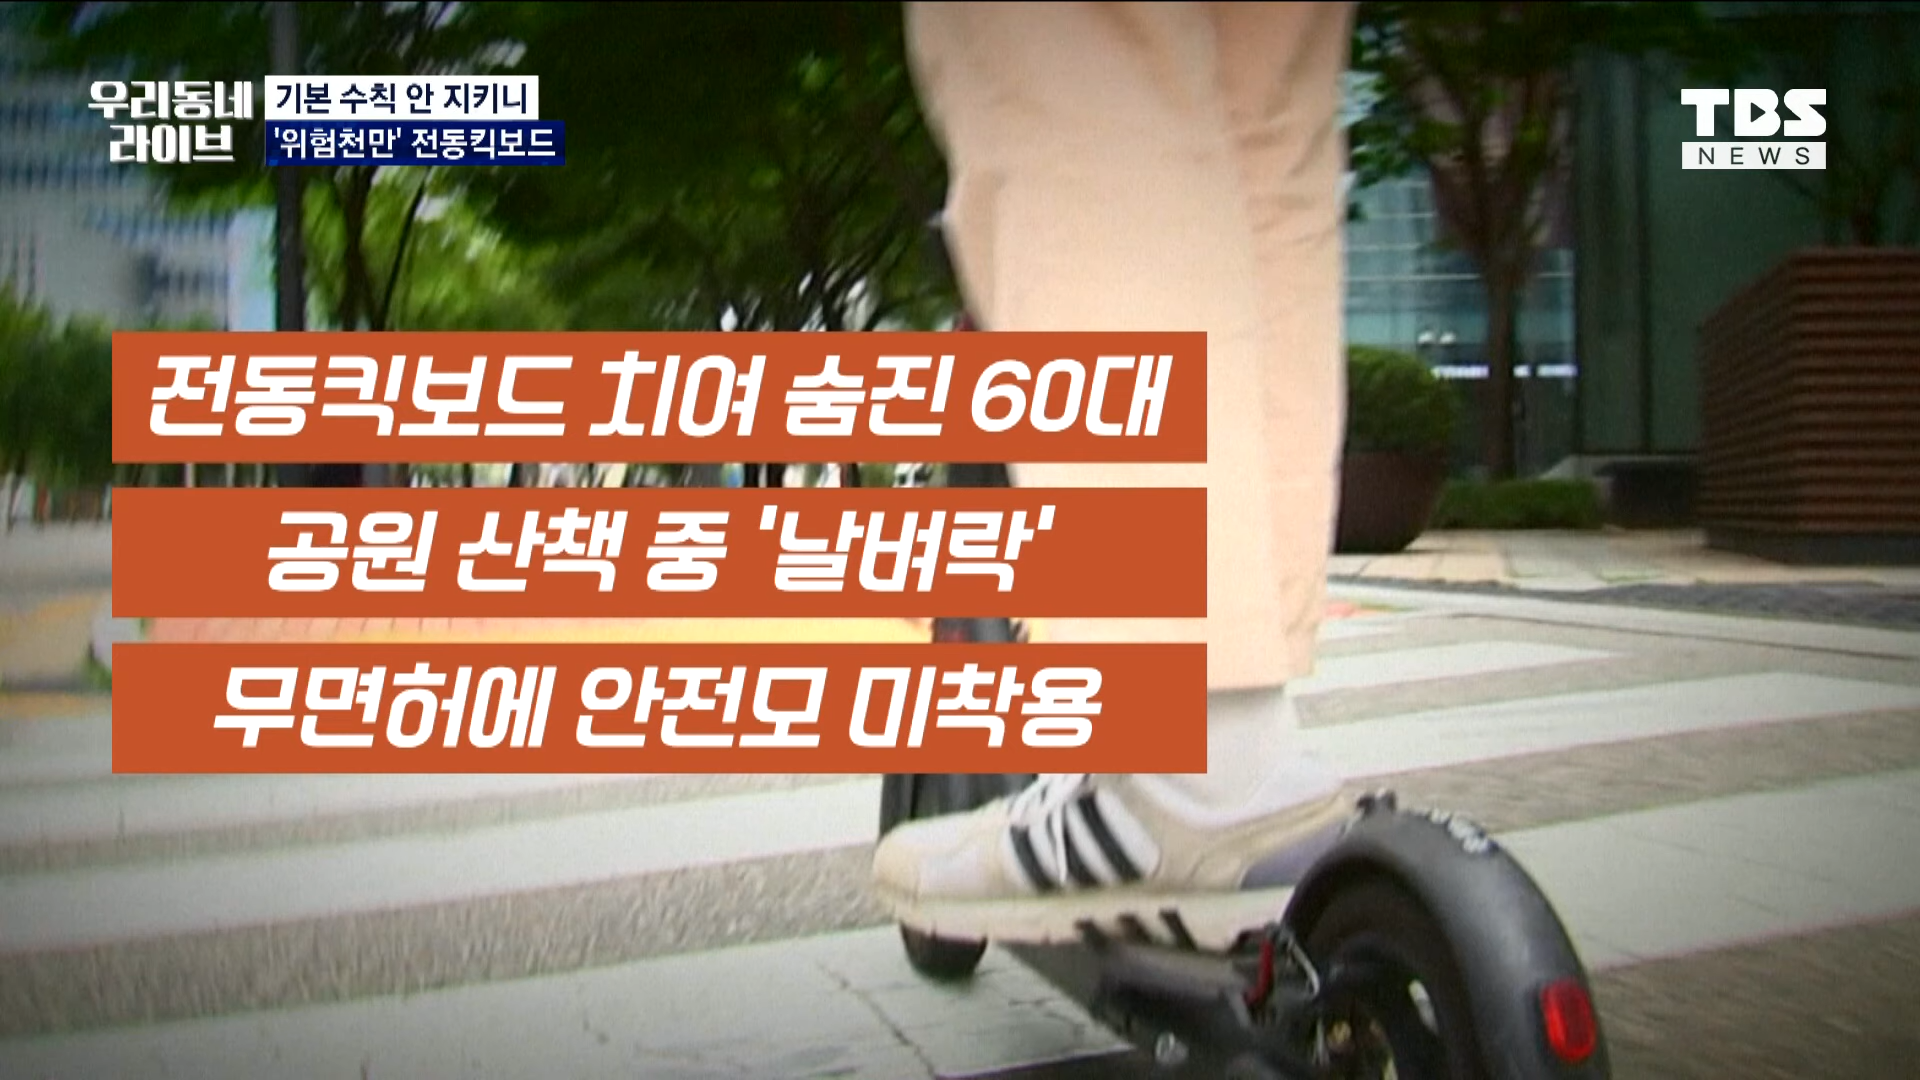 우리동네
라이브
기본 수칙 안 지키니
'위험천만' 전동킥보드
TBS
NEWS
전동킥보드 치여 숨진 60대
공원 산책 중 '날벼락'
무면허에 안전모 미착용